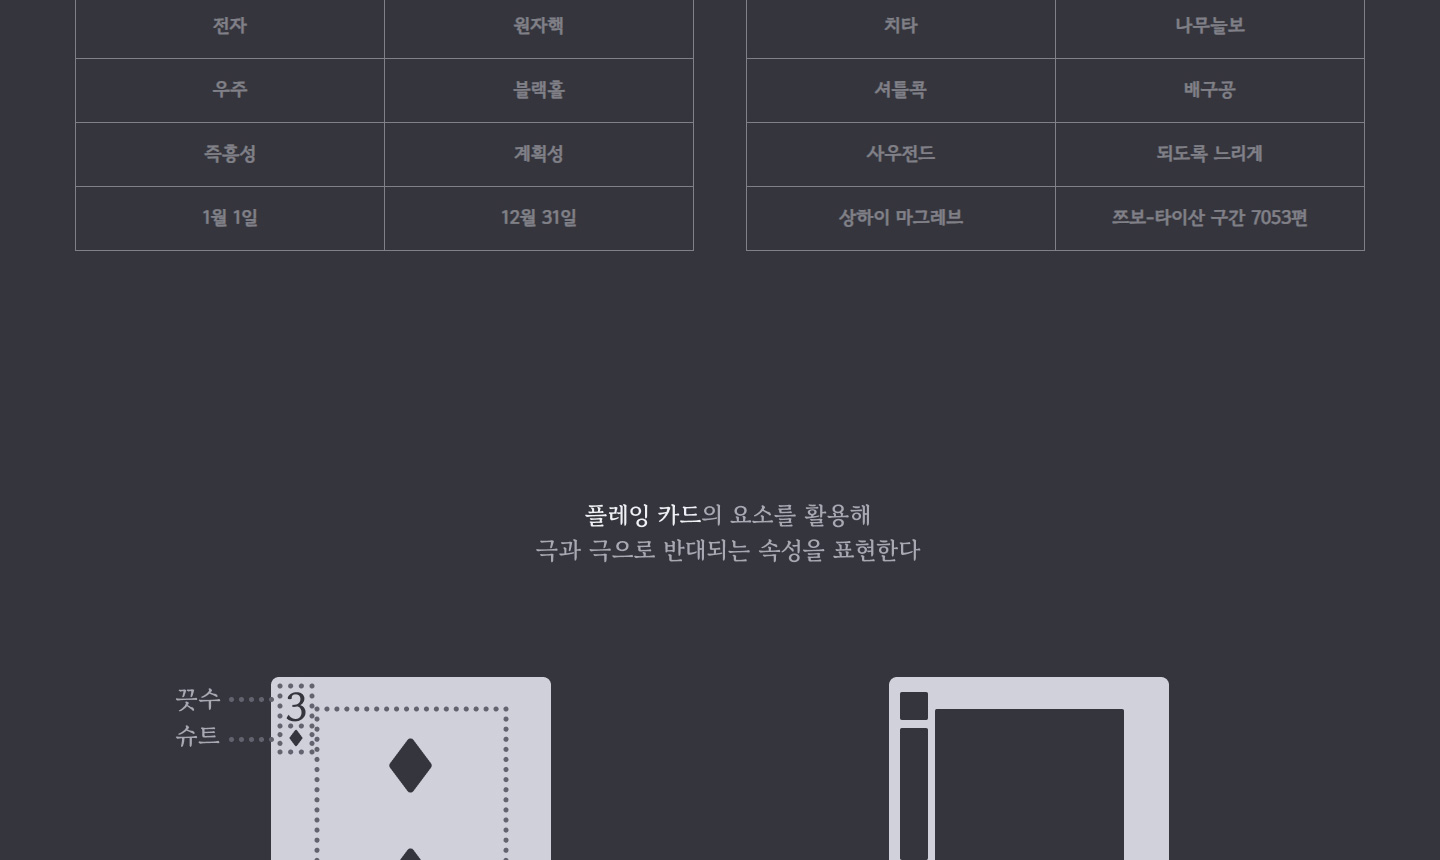 전자 원자핵 치타 나무늘보
우주 블랙홀 셔틀콕 배구공
즉흥성 계획성 사우전드 되도록 느리게
1월 1일 12월 31일 상하이 마그레브 쯔보-타이산 구간 7053편
플레잉 카드의 요소를 활용해
극과 극으로 반대되는 속성을 표현한다
끗수 3
슈트